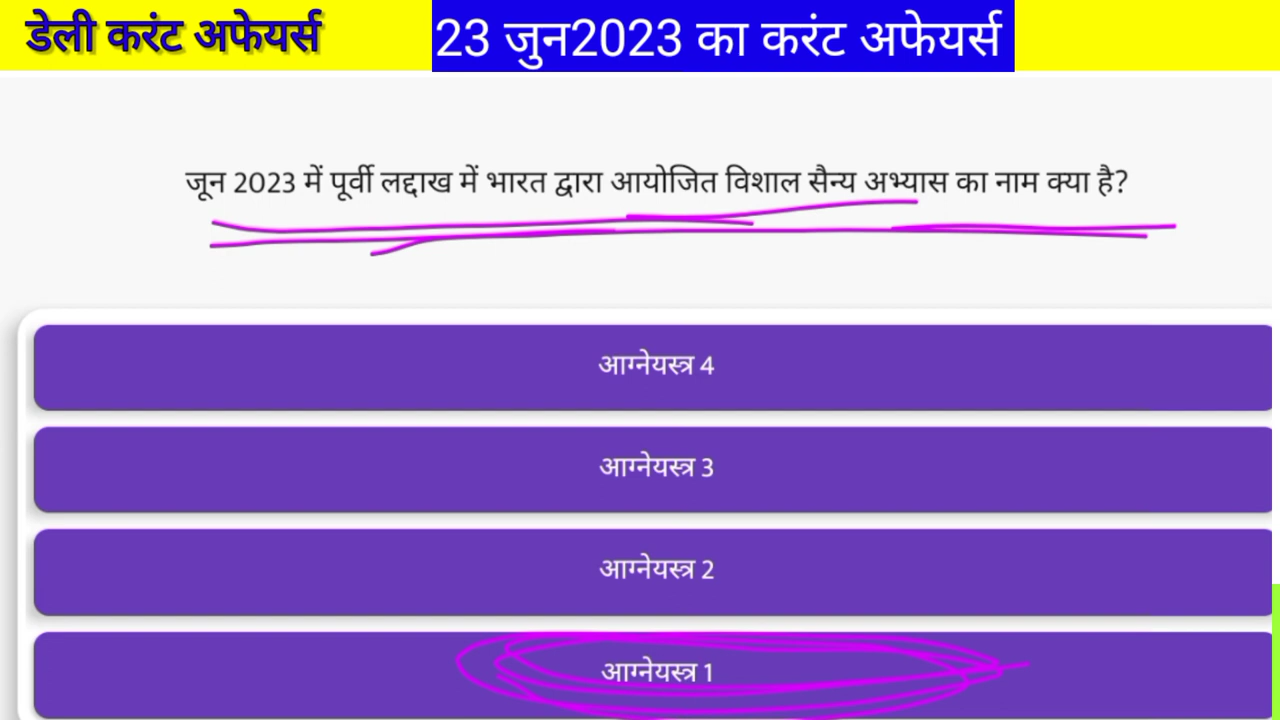 डेली करंट अफेयर्स
23 जुन2023 का करंट अफेयर्स
जून 2023 में पूर्वी लद्दाख में भारत द्वारा आयोजित विशाल सैन्य अभ्यास का नाम क्या है?
आग्नेयस्त्र 4
आग्नेयस्त्र 3
आग्नेयस्त्र 2
आग्नेयस्त्र 1